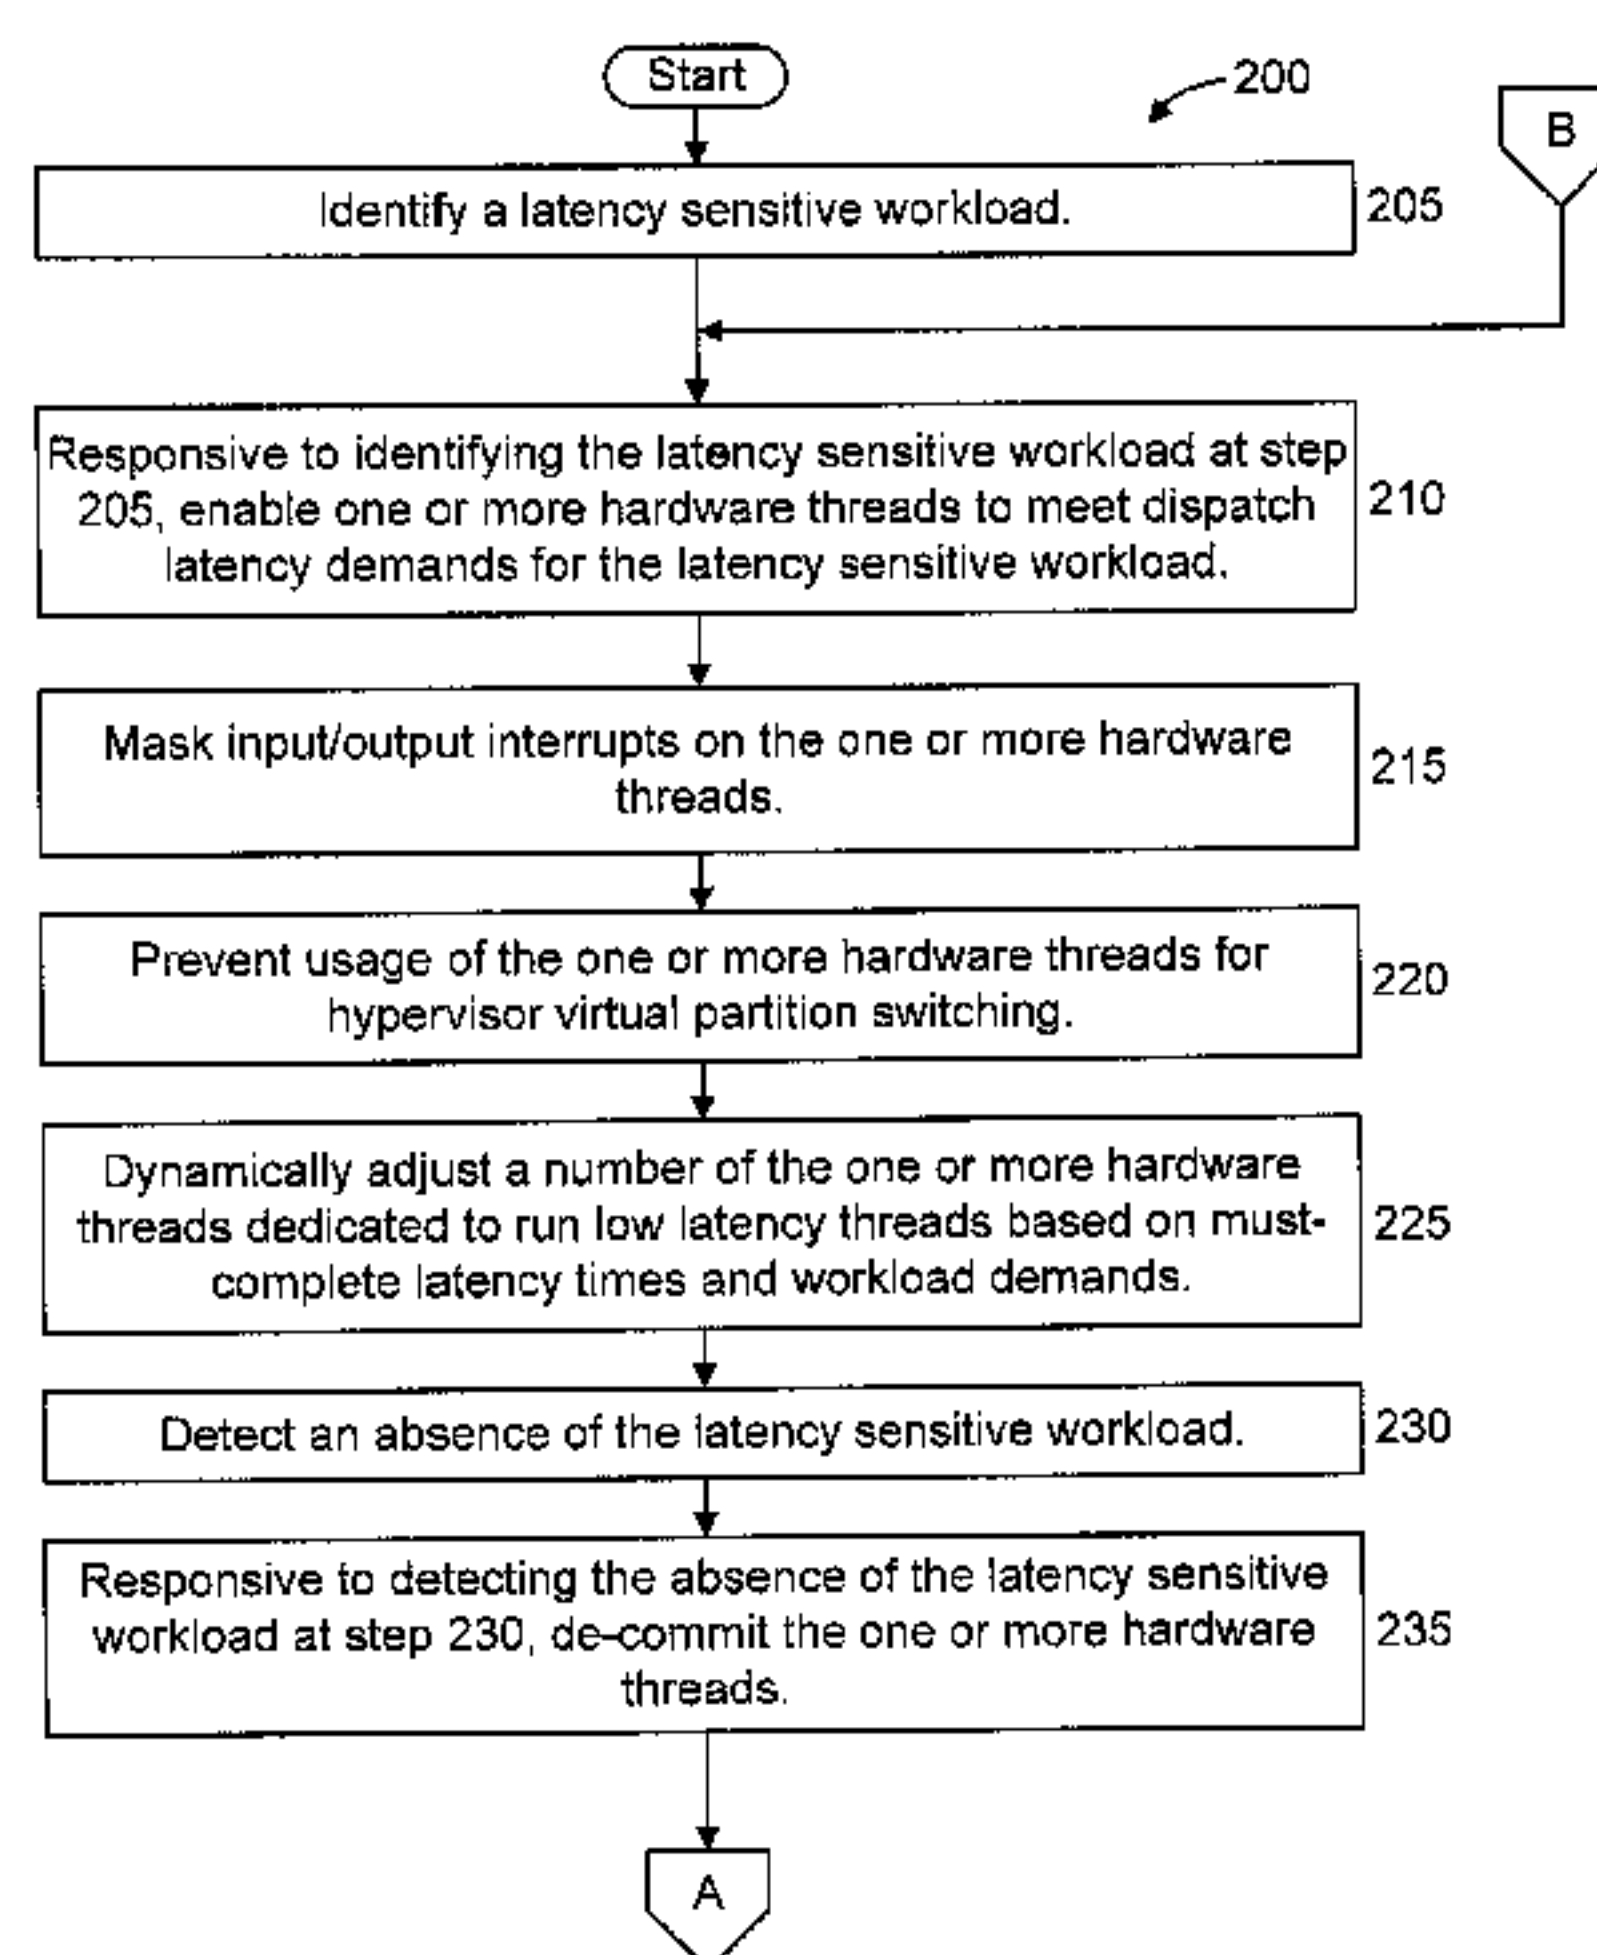 Start
200
B
Identify a latency sensitive workload.
205
Responsive to identifying the latency sensitive workload at step
205, enable one or more hardware threads to meet dispatch
latency demands for the latency sensitive workload.
210
Mask input/output interrupts on the one or more hardware
threads.
215
Prevent usage of the one or more hardware threads for
hypervisor virtual partition switching.
220
Dynamically adjust a number of the one or more hardware
threads dedicated to run low latency threads based on must-
complete latency times and workload demands.
225
Detect an absence of the latency sensitive workload.
230
Responsive to detecting the absence of the latency sensitive
workload at step 230, de-commit the one or more hardware
threads.
235
A